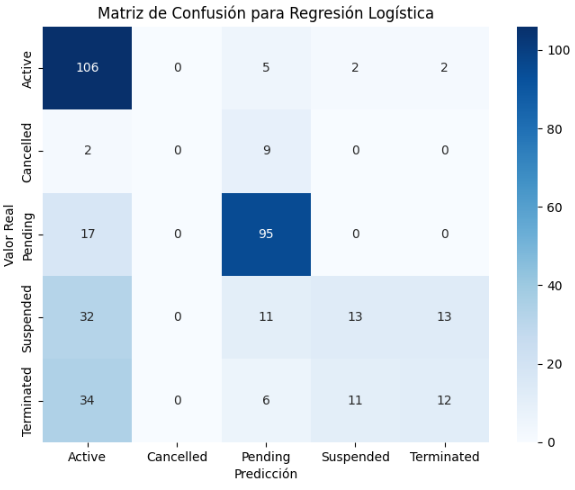 Matriz de Confusión para Regresión Logística
Valor Real
Active 106 0 5 2 2
Cancelled 2 0 9 0 0
Pending 17 0 95 0 0
Suspended 32 0 11 13 13
Terminated 34 0 6 11 12
Active Cancelled Pending Suspended Terminated
Predicción
100
80
60
40
20
0